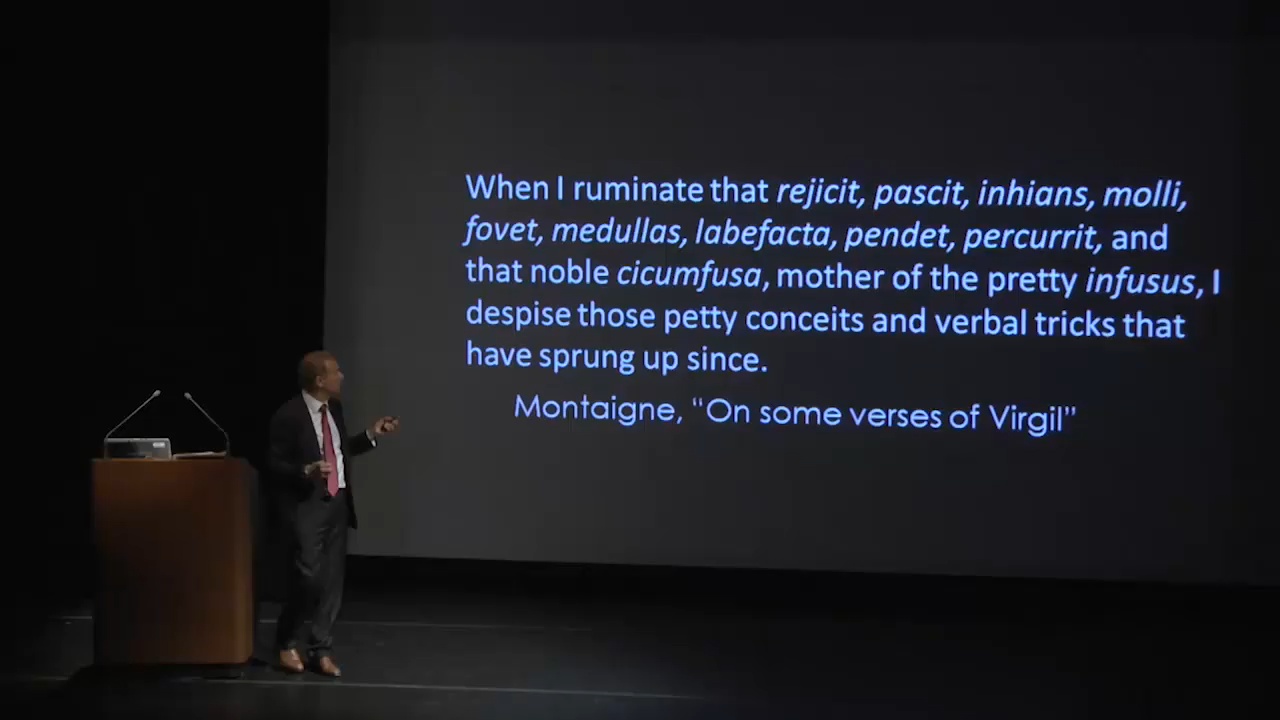 When I ruminate that rejicit, pascit, inhians, molli,
fovet, medullas, labefacta, pendet, percurrit, and
that noble cicumfusa, mother of the pretty infusus, I
despise those petty conceits and verbal tricks that
have sprung up since.
Montaigne, “On some verses of Virgil”